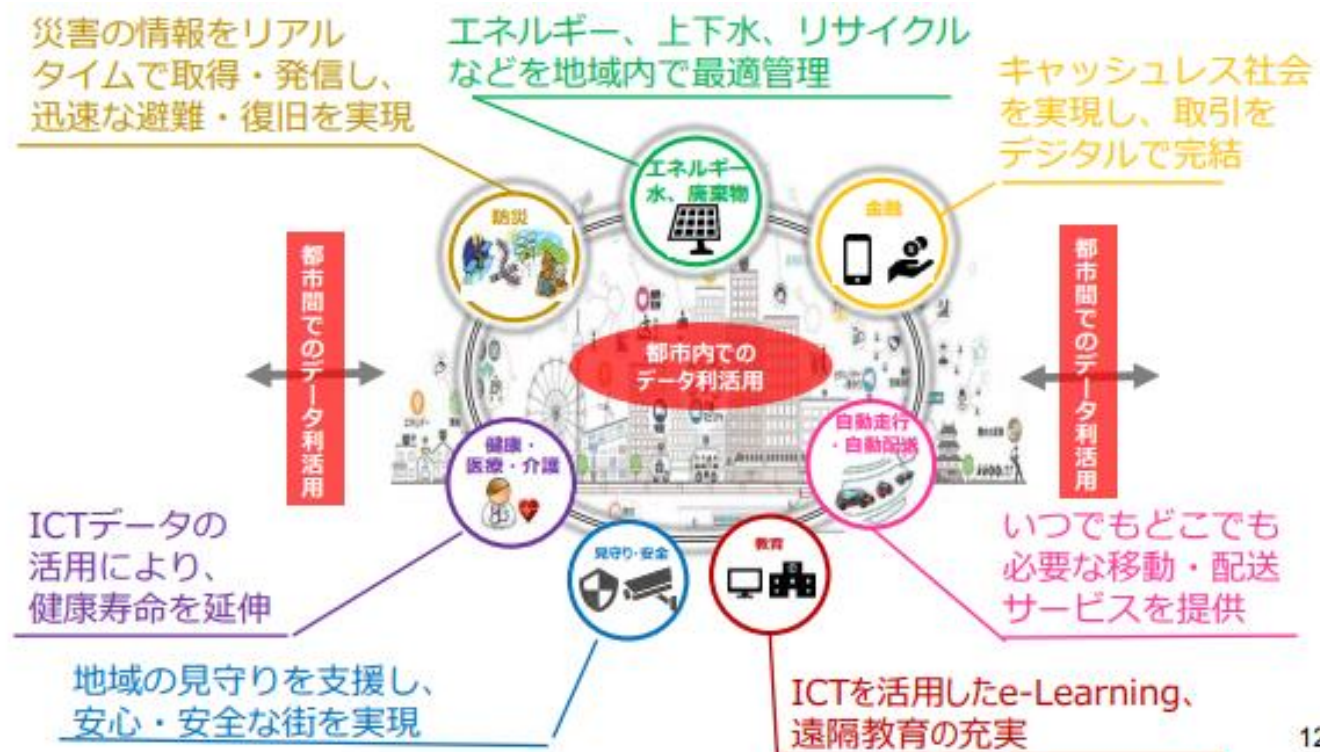 災害の情報をリアル
タイムで取得・発信し、
迅速な避難・復旧を実現
エネルギー、上下水、リサイクル
などを地域内で最適管理
キャッシュレス社会
を実現し、取引を
デジタルで完結
エネルギー
水、廃棄物
防災
金融
都市間でのデータ利活用
都市内での
データ利活用
都市間でのデータ利活用
健康・
医療・介護
自動走行
・自動配送
見守り・安全
教育
ICTデータの
活用により、
健康寿命を延伸
いつでもどこでも
必要な移動・配送
サービスを提供
地域の見守りを支援し、
安心・安全な街を実現
ICTを活用したe-Learning、
遠隔教育の充実
12